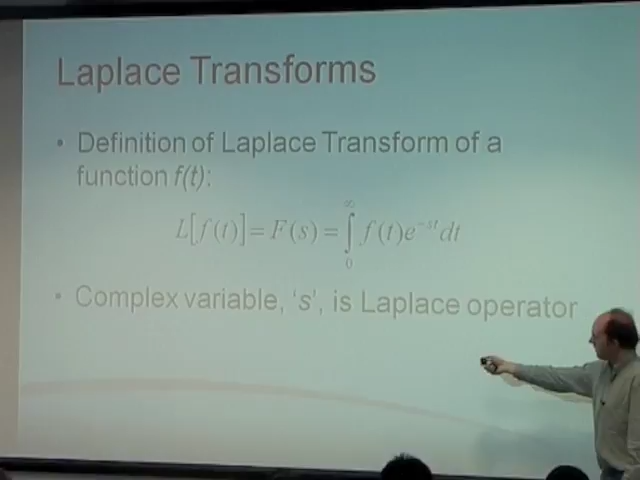 Laplace Transforms
• Definition of Laplace Transform of a
function f(t):
L[f(t)] = F(s) = ∫₀^∞ f(t)e^{-st}dt
• Complex variable, 's', is Laplace operator